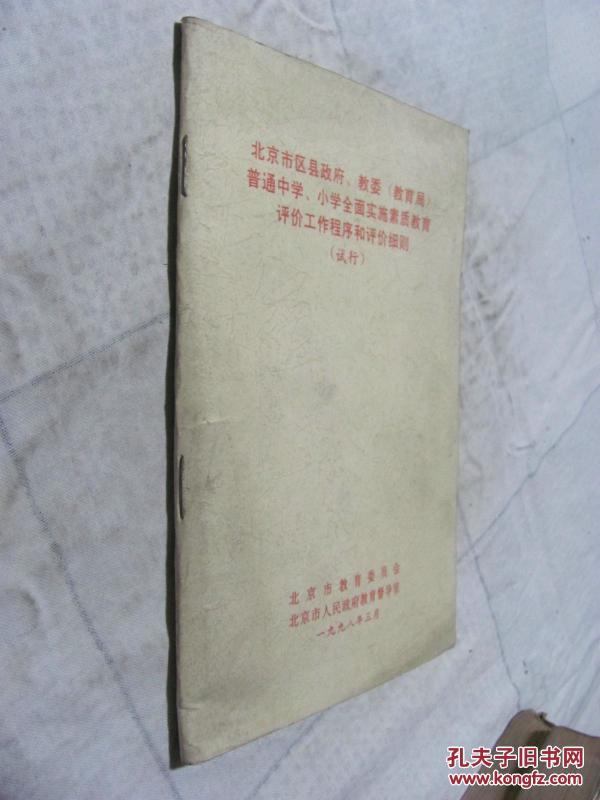 北京市区县政府、教委（教育局）
普通中学、小学全面实施素质教育
评价工作程序和评价细则
（试行）
北京市教育委员会
北京市人民政府教育督导室
一九九八年三月
孔夫子旧书网
www.kongfz.com